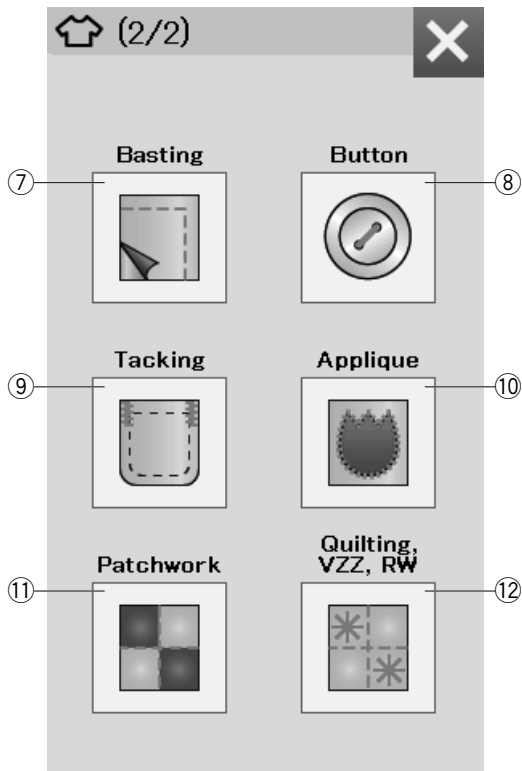 (2/2)
Basting
Button
⑦
⑧
Tacking
Applique
⑨
⑩
Patchwork
Quilting,
VZZ, RW
⑪
⑫